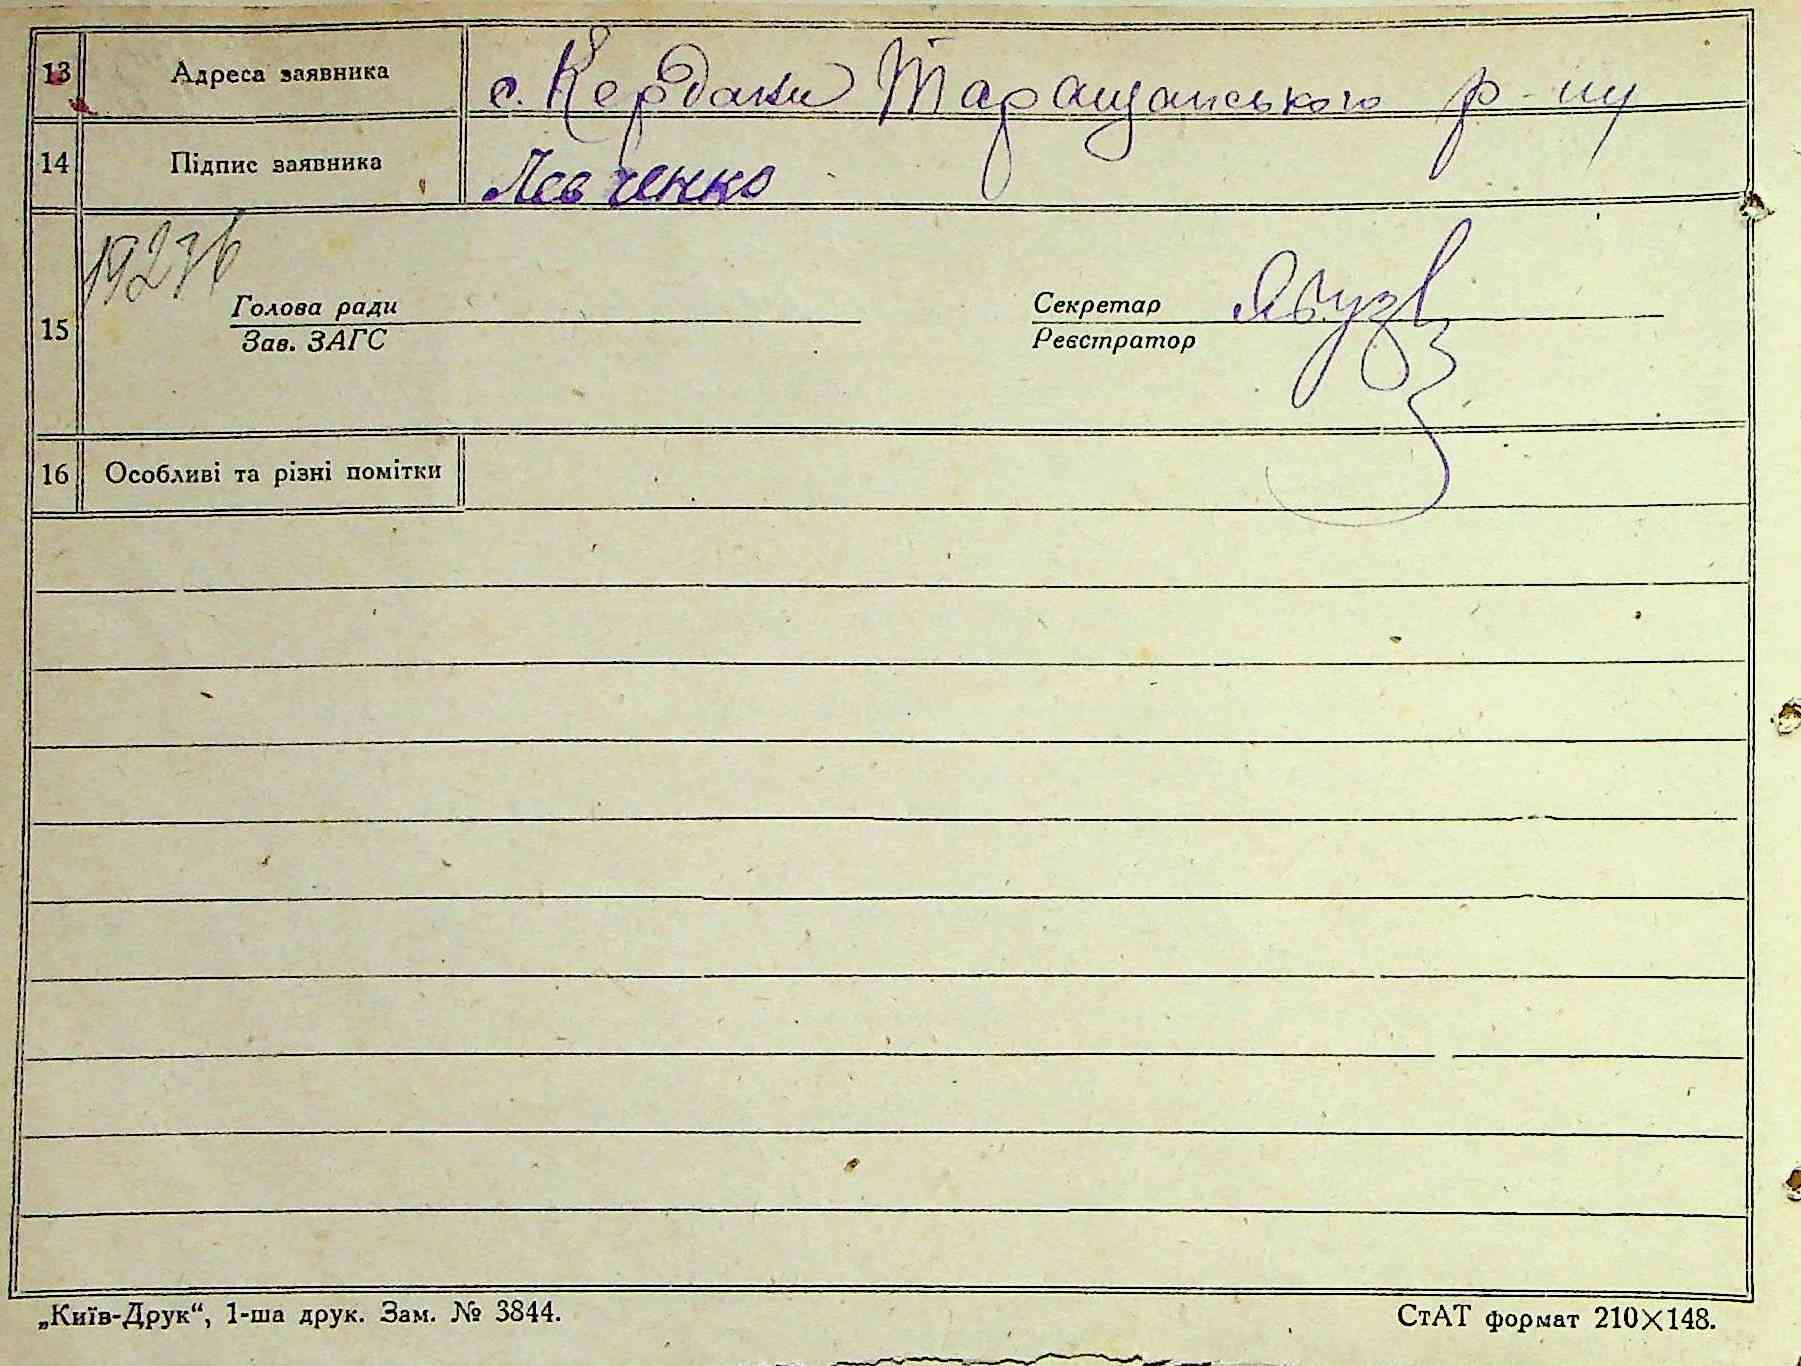 13 Адреса заявника с. Кердани Таращанського р-ну
14 Підпис заявника Левченко
15 Голова ради Секретар
Зав. ЗАГС Реєстратор
16 Особливі та різні помітки
„Київ-Друк“, 1-ша друк. Зам. № 3844. СтАТ формат 210×148.